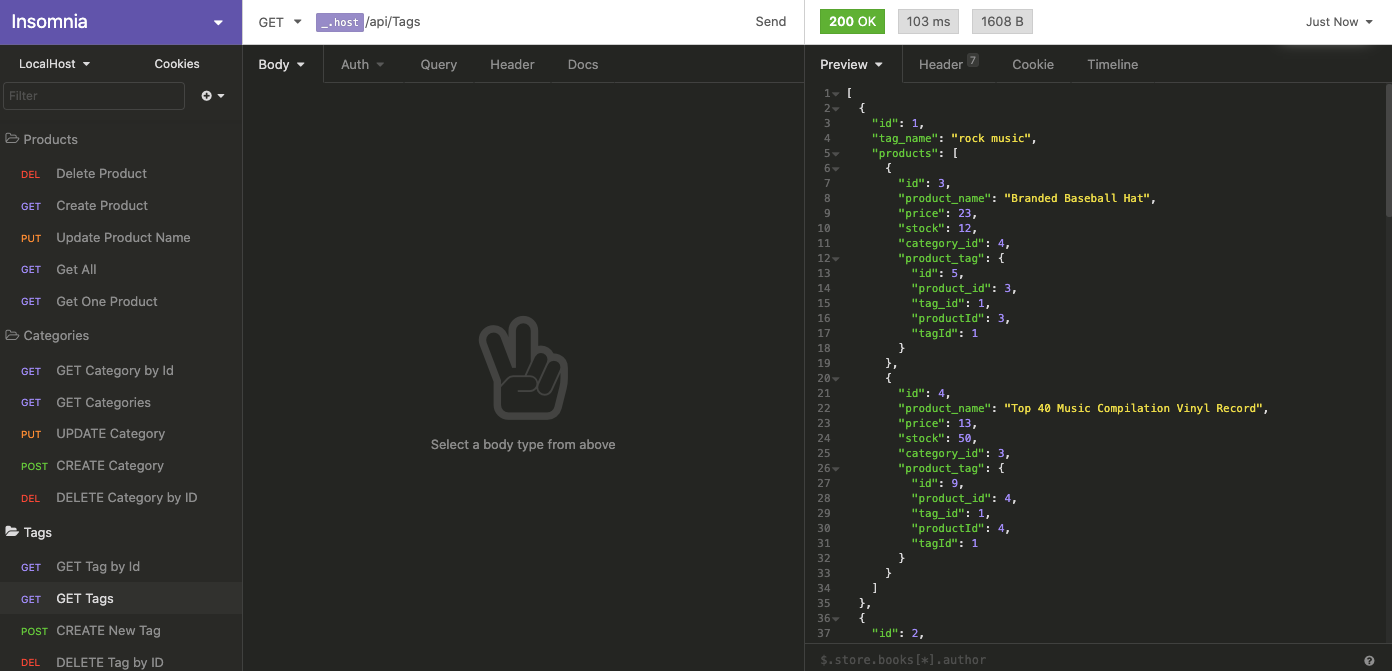 Insomnia
LocalHost
Cookies
Filter
Products
DEL Delete Product
GET Create Product
PUT Update Product Name
GET Get All
GET Get One Product
Categories
GET GET Category by Id
GET GET Categories
PUT UPDATE Category
POST CREATE Category
DEL DELETE Category by ID
Tags
GET GET Tag by Id
GET GET Tags
POST CREATE New Tag
DEL DELETE Tag by ID
GET _.host/api/Tags Send
Body Auth Query Header Docs
Select a body type from above
200 OK 103 ms 1608 B Just Now
Preview Header 7 Cookie Timeline
1 [
2 {
3 "id": 1,
4 "tag_name": "rock music",
5 "products": [
6 {
7 "id": 3,
8 "product_name": "Branded Baseball Hat",
9 "price": 23,
10 "stock": 12,
11 "category_id": 4,
12 "product_tag": {
13 "id": 5,
14 "product_id": 3,
15 "tag_id": 1,
16 "productId": 3,
17 "tagId": 1
18 }
19 },
20 {
21 "id": 4,
22 "product_name": "Top 40 Music Compilation Vinyl Record",
23 "price": 13,
24 "stock": 50,
25 "category_id": 3,
26 "product_tag": {
27 "id": 9,
28 "product_id": 4,
29 "tag_id": 1,
30 "productId": 4,
31 "tagId": 1
32 }
33 }
34 ]
35 },
36 {
37 "id": 2,
$.store.books[*].author